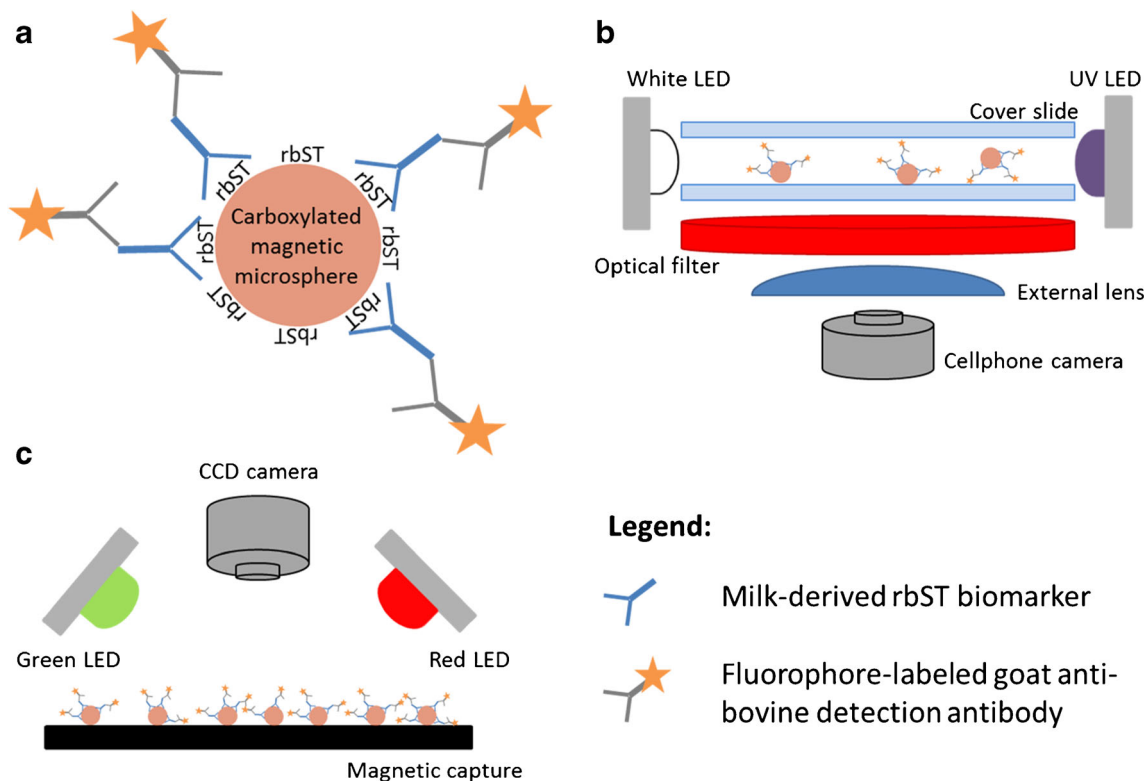 a
rbST
rbST
rbST
rbST
rbST
rbST
rbST
rbST
Carboxylated
magnetic
microsphere
b
White LED
UV LED
Cover slide
Optical filter
External lens
Cellphone camera
c
CCD camera
Green LED
Red LED
Magnetic capture
Legend:
Milk-derived rbST biomarker
Fluorophore-labeled goat anti-
bovine detection antibody